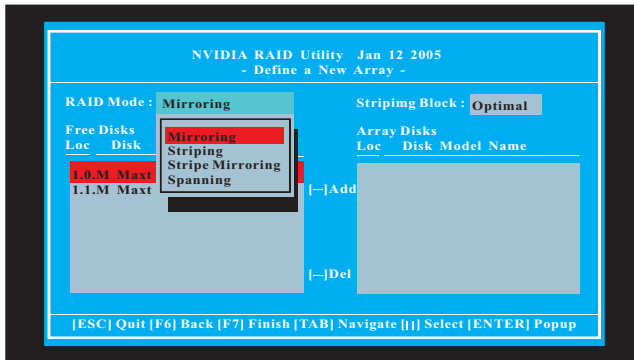 NVIDIA RAID Utility Jan 12 2005
- Define a New Array -
RAID Mode : Mirroring
Stripimg Block : Optimal
Mirroring
Striping
Stripe Mirroring
Spanning
Free Disks
Loc Disk
1.0.M Maxt
1.1.M Maxt
[—]Add
[—]Del
Array Disks
Loc Disk Model Name
[ESC] Quit [F6] Back [F7] Finish [TAB] Navigate [||] Select [ENTER] Popup